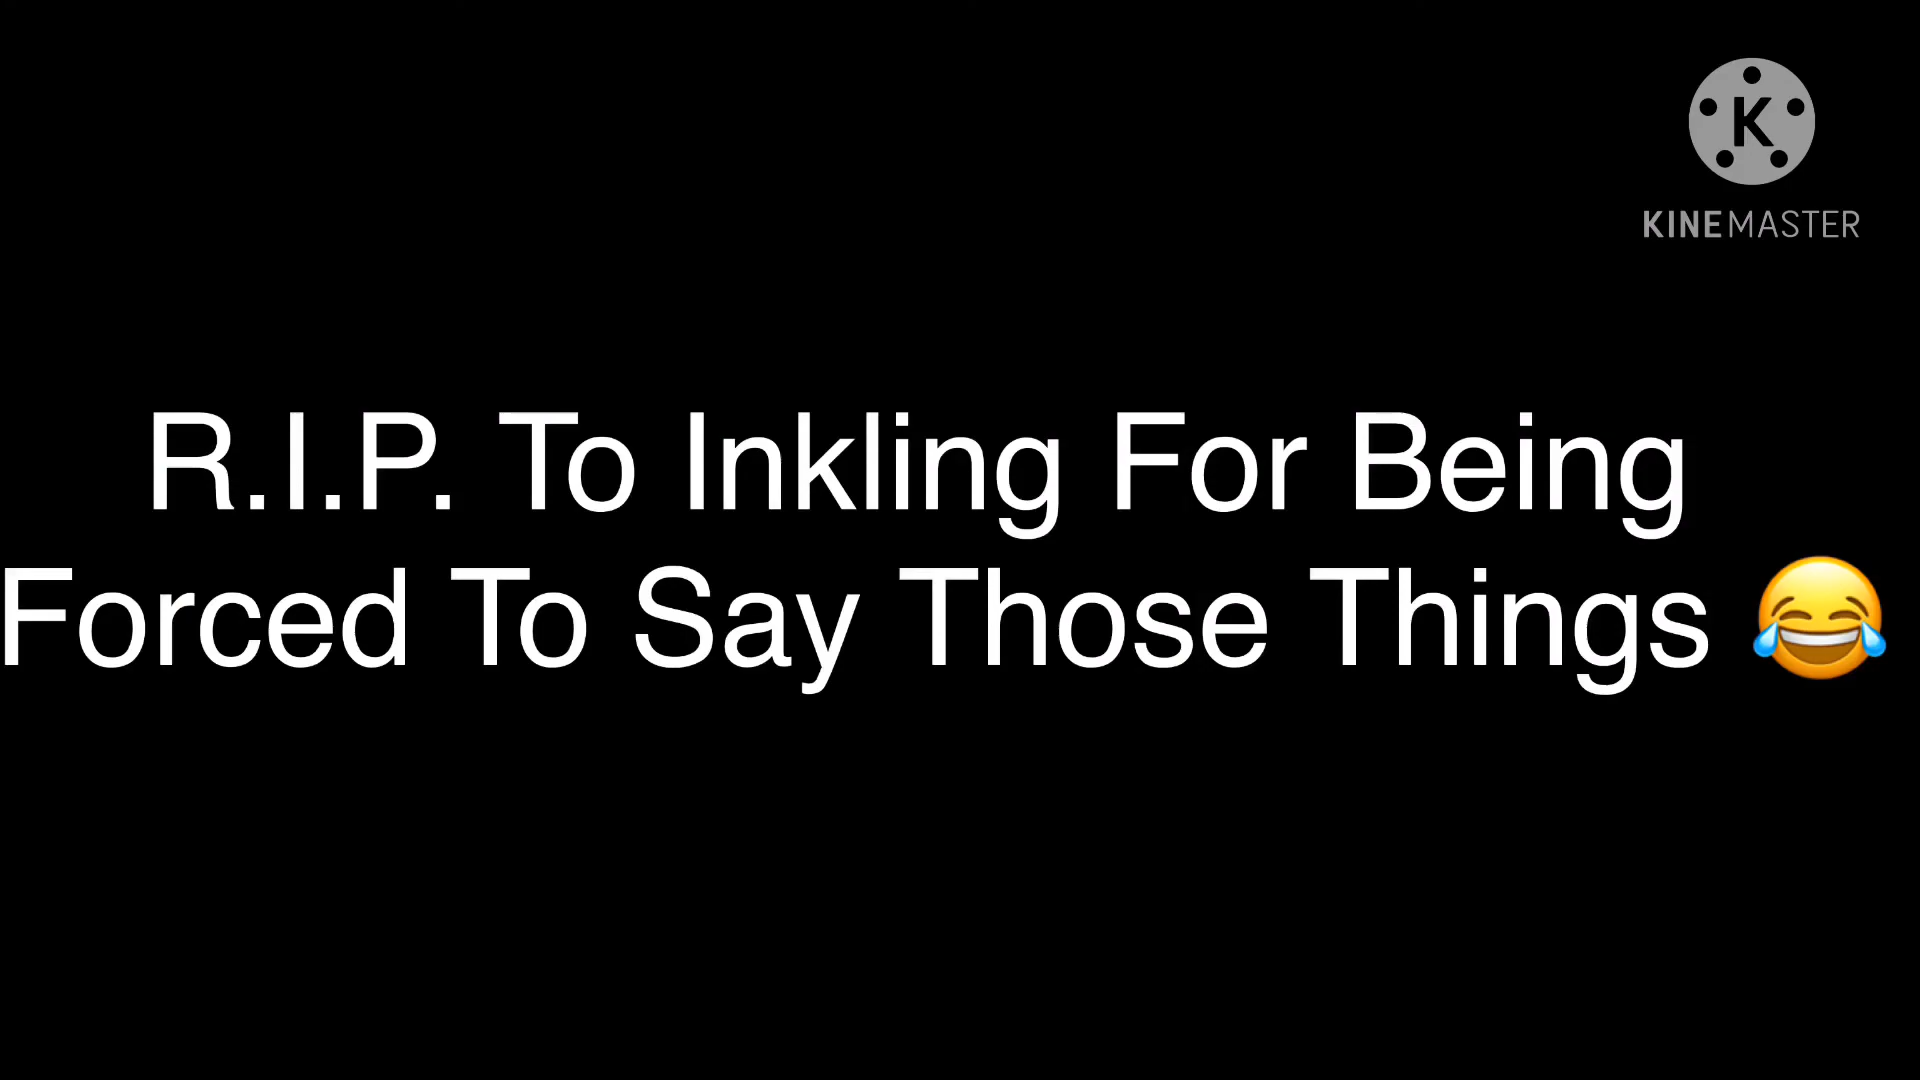 K
KINEMASTER
R.I.P. To Inkling For Being
Forced To Say Those Things 😂